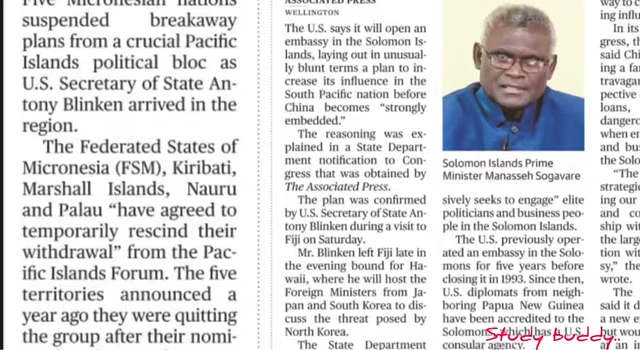 Five Micronesian nations
suspended breakaway
plans from a crucial Pacific
Islands political bloc as
U.S. Secretary of State An-
tony Blinken arrived in the
region.
The Federated States of
Micronesia (FSM), Kiribati,
Marshall Islands, Nauru
and Palau “have agreed to
temporarily rescind their
withdrawal” from the Pac-
ific Islands Forum. The five
territories announced a
year ago they were quitting
the group after their nomi-
ASSOCIATED PRESS
WELLINGTON
The U.S. says it will open an
embassy in the Solomon Is-
lands, laying out in unusual-
ly blunt terms a plan to in-
crease its influence in the
South Pacific nation before
China becomes “strongly
embedded.”
The reasoning was ex-
plained in a State Depart-
ment notification to Con-
gress that was obtained by
The Associated Press.
The plan was confirmed
by U.S. Secretary of State An-
tony Blinken during a visit to
Fiji on Saturday.
Mr. Blinken left Fiji late in
the evening bound for Ha-
waii, where he will host the
Foreign Ministers from Ja-
pan and South Korea to dis-
cuss the threat posed by
North Korea.
The State Department
Solomon Islands Prime
Minister Manasseh Sogavare
sively seeks to engage” elite
politicians and business peo-
ple in the Solomon Islands.
The U.S. previously oper-
ated an embassy in the Solo-
mons for five years before
closing it in 1993. Since then,
U.S. diplomats from neigh-
boring Papua New Guinea
have been accredited to the
Solomons, which has a U.S.
consular agency.
way to c
ing influ
In its
gress, th
said Chi
ing a fa
travagar
pective
loans,
dangero
when en
and bus
the Solo
“The
strategic
ing our
and co
ship wit
the large
tion wit
sy,” the
wrote.
The
said it d
a new e
but wou
an in
Study buddy..